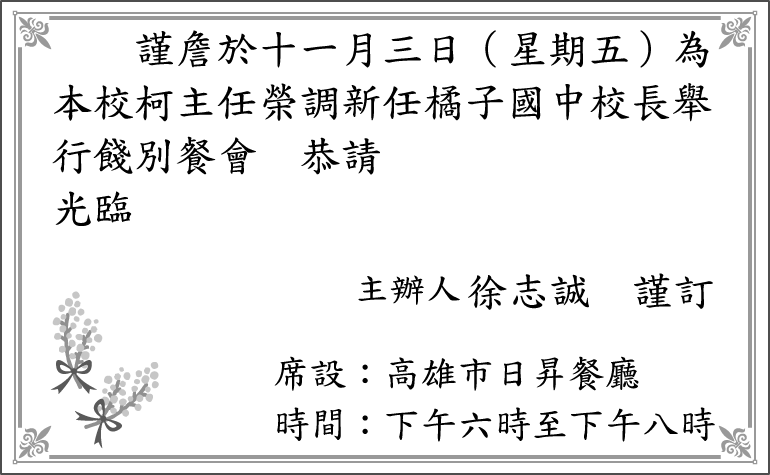 謹詹於十一月三日（星期五）為
本校柯主任榮調新任橘子國中校長舉
行餞別餐會　恭請
光臨
主辦人徐志誠　謹訂
席設：高雄市日昇餐廳
時間：下午六時至下午八時